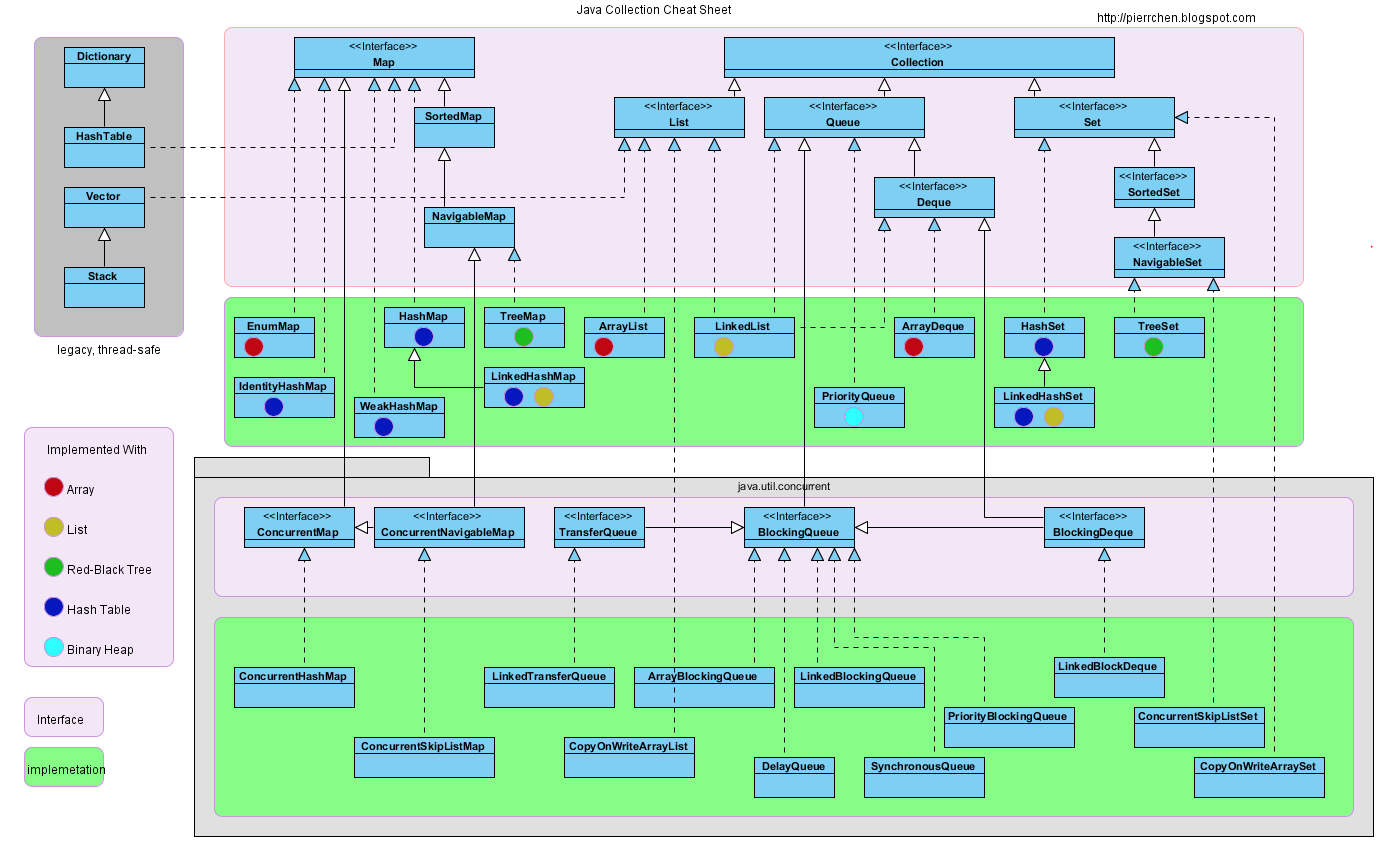 Java Collection Cheat Sheet
http://pierrchen.blogspot.com
Dictionary
HashTable
Vector
Stack
legacy, thread-safe
<<Interface>>
Map
<<Interface>>
Collection
SortedMap
NavigableMap
<<Interface>>
List
<<Interface>>
Queue
<<Interface>>
Set
<<Interface>>
Deque
<<Interface>>
SortedSet
<<Interface>>
NavigableSet
EnumMap
HashMap
TreeMap
ArrayList
LinkedList
ArrayDeque
HashSet
TreeSet
IdentityHashMap
WeakHashMap
LinkedHashMap
PriorityQueue
LinkedHashSet
Implemented With
Array
List
Red-Black Tree
Hash Table
Binary Heap
Interface
implemetation
java.util.concurrent
<<Interface>>
ConcurrentMap
<<Interface>>
ConcurrentNavigableMap
<<Interface>>
TransferQueue
<<Interface>>
BlockingQueue
<<Interface>>
BlockingDeque
ConcurrentHashMap
LinkedTransferQueue
ArrayBlockingQueue
LinkedBlockingQueue
LinkedBlockDeque
PriorityBlockingQueue
ConcurrentSkipListSet
ConcurrentSkipListMap
CopyOnWriteArrayList
DelayQueue
SynchronousQueue
CopyOnWriteArraySet